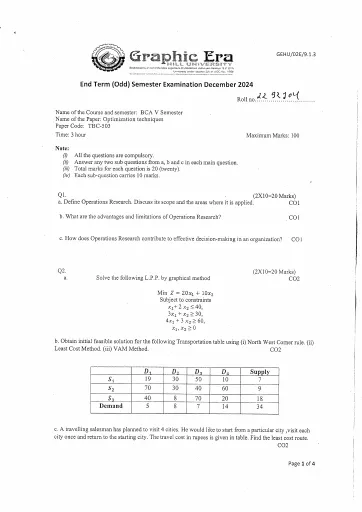 GEHU/02E/9.1.3
Graphic Era
HILL UNIVERSITY
End Term (Odd) Semester Examination December 2024
Roll no.
Name of the Course and semester: BCA V Semester
Name of the Paper: Optimization techniques
Paper Code: TBC-503
Time: 3 hour Maximum Marks: 100
Note:
(i) All the questions are compulsory.
(ii) Answer any two sub questions from a, b and c in each main question.
(iii) Total marks for each question is 20 (twenty).
(iv) Each sub-question carries 10 marks.
Q1. (2X10=20 Marks)
a. Define Operations Research. Discuss its scope and the areas where it is applied. CO1
b. What are the advantages and limitations of Operations Research? CO1
c. How does Operations Research contribute to effective decision-making in an organization? CO1
Q2. (2X10=20 Marks)
a. Solve the following L.P.P. by graphical method CO2
Min Z = 20x₁ + 10x₂
Subject to constraints
x₁+ 2 x₂ ≤ 40,
3x₁ + x₂ ≥ 30,
4x₁ + 3 x₂ ≥ 60,
x₁, x₂ ≥ 0
b. Obtain initial feasible solution for the following Transportation table using (i) North West Corner rule. (ii)
Least Cost Method. (iii) VAM Method. CO2
D₁ D₂ D₃ D₄ Supply
S₁ 19 30 50 10 7
S₂ 70 30 40 60 9
S₃ 40 8 70 20 18
Demand 5 8 7 14 34
c. A travelling salesman has planned to visit 4 cities. He would like to start from a particular city ,visit each
city once and return to the starting city. The travel cost in rupees is given in table. Find the least cost route.
CO2
Page 1 of 4